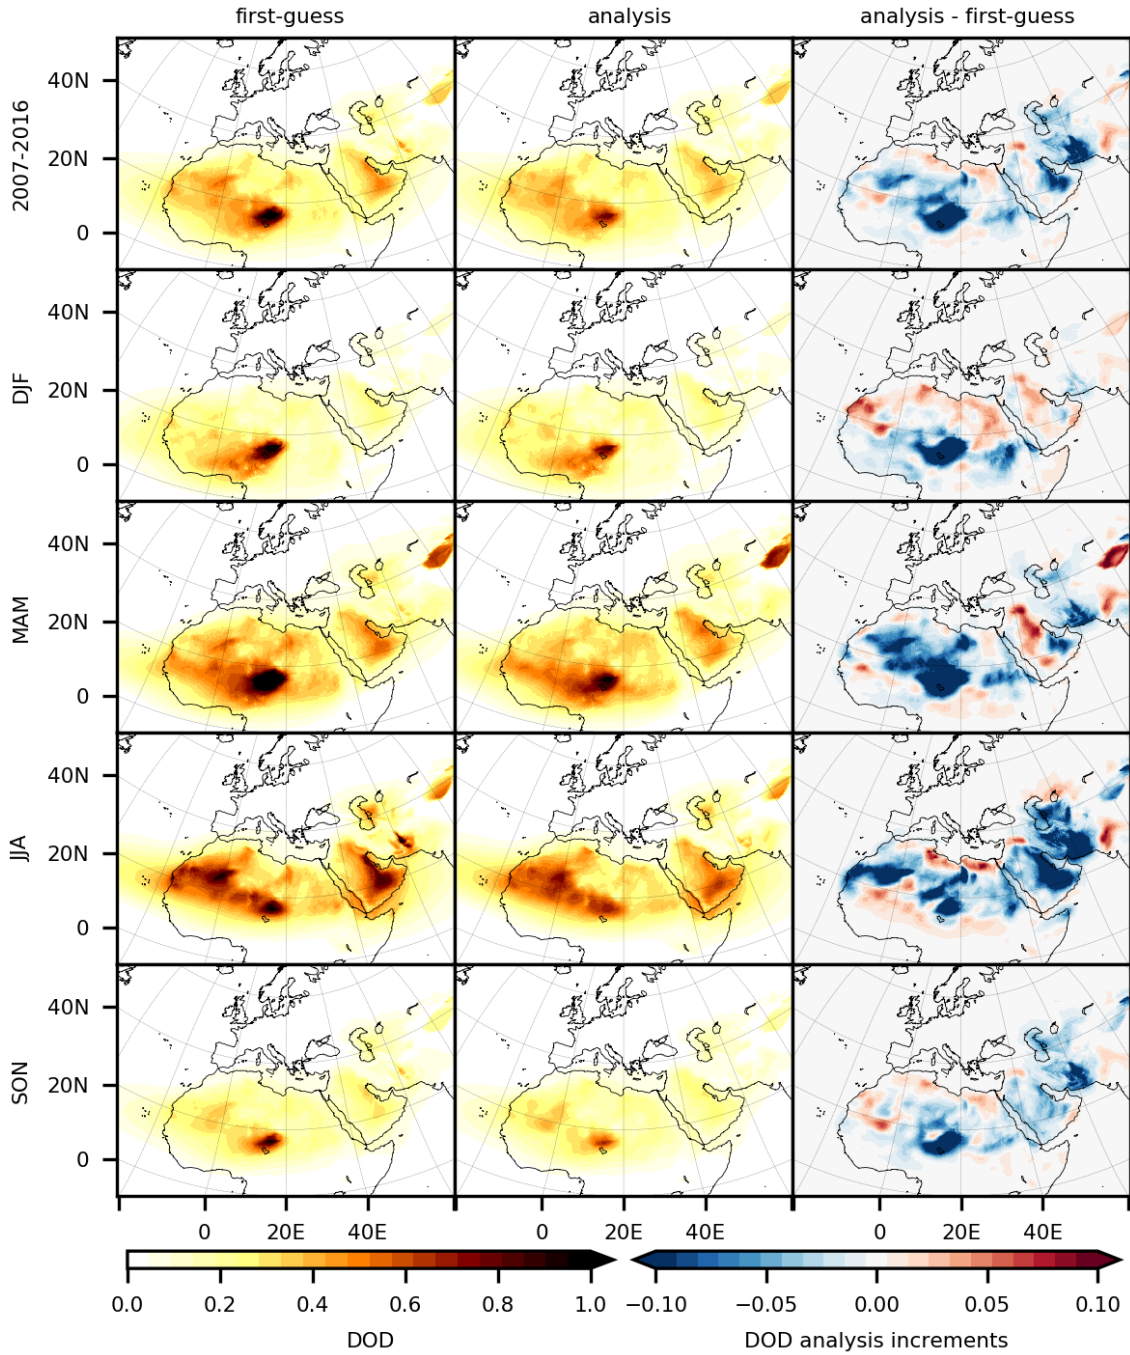 first-guess analysis analysis - first-guess
2007-2016
40N
20N
0
DJF
40N
20N
0
MAM
40N
20N
0
JJA
40N
20N
0
SON
40N
20N
0
0 20E 40E 0 20E 40E 0 20E 40E
0.0 0.2 0.4 0.6 0.8 1.0 −0.10 −0.05 0.00 0.05 0.10
DOD DOD analysis increments